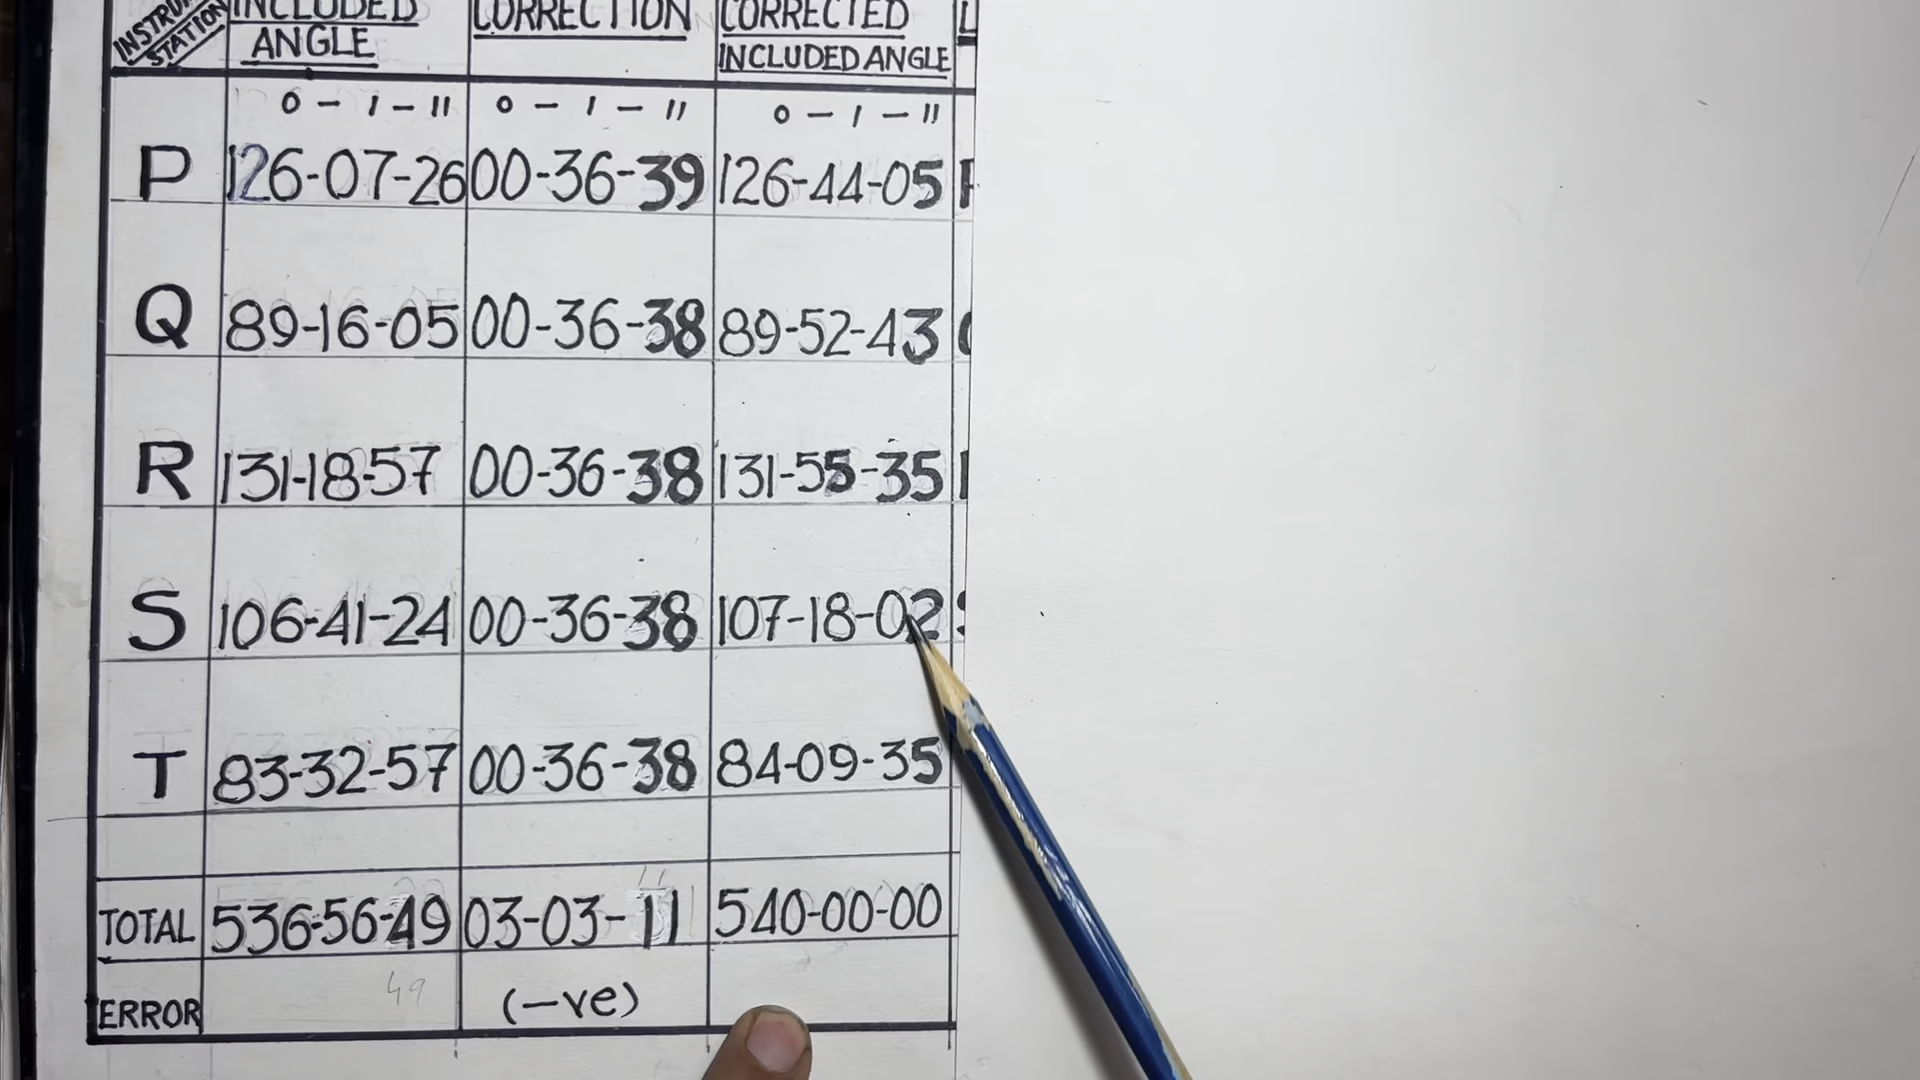 INSTRU STATION INCLUDED ANGLE CORRECTION CORRECTED INCLUDED ANGLE
0 - ' - " 0 - ' - " 0 - ' - "
P 126-07-26 00-36-39 126-44-05
Q 89-16-05 00-36-38 89-52-43
R 131-18-57 00-36-38 131-55-35
S 106-41-24 00-36-38 107-18-02
T 83-32-57 00-36-38 84-09-35
TOTAL 536-56-49 03-03-11 540-00-00
49
ERROR (-ve)